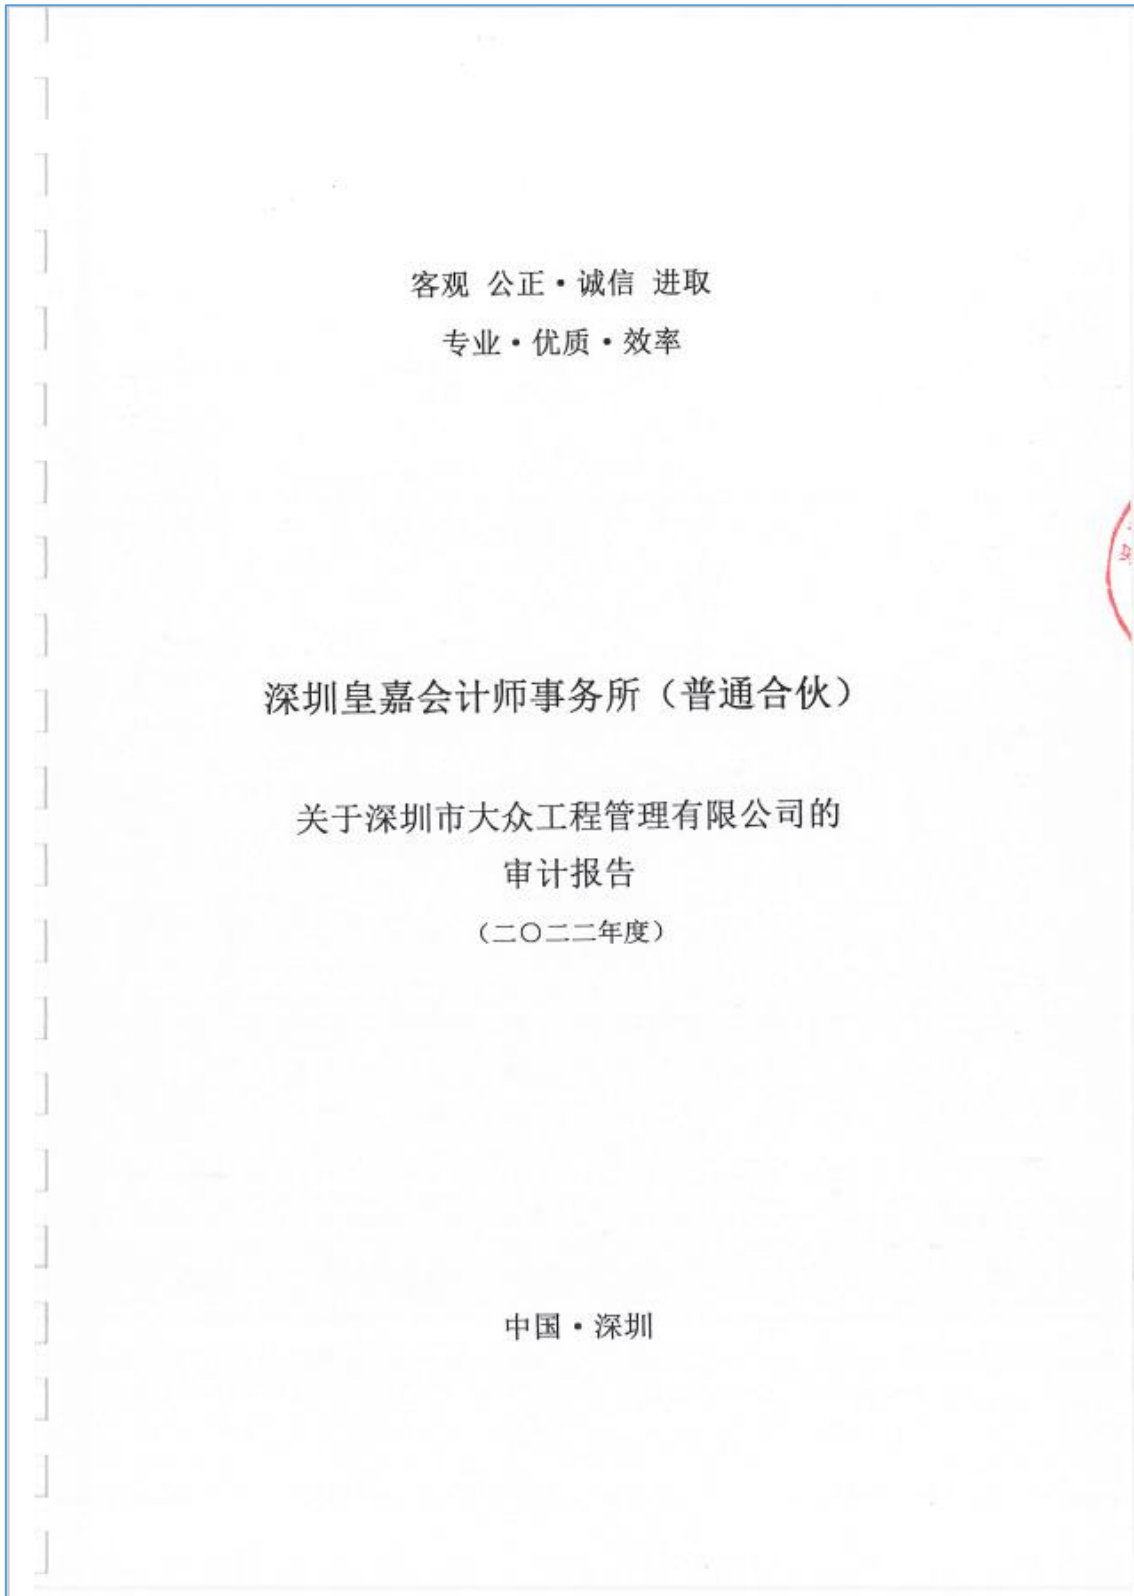 客观 公正·诚信 进取
专业·优质·效率
深圳皇嘉会计师事务所（普通合伙）
关于深圳市大众工程管理有限公司的
审计报告
（二〇二二年度）
中国·深圳